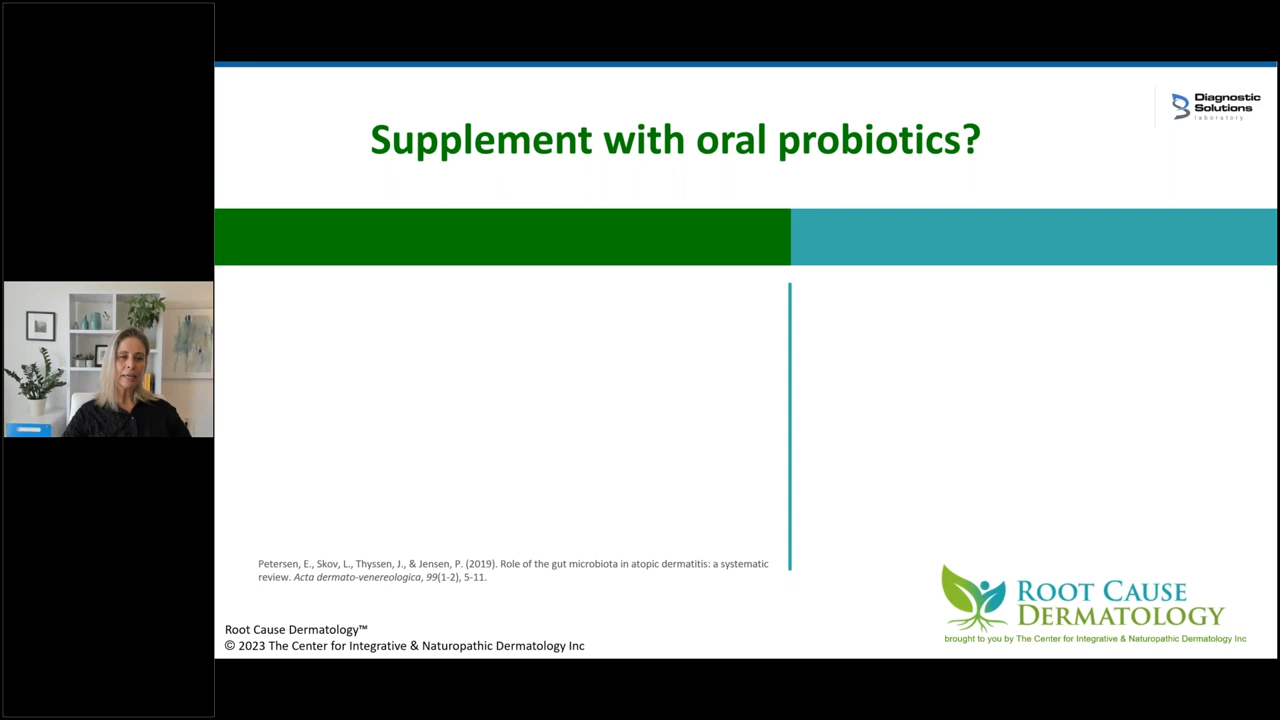 Diagnostic
Solutions
laboratory
Supplement with oral probiotics?
Petersen, E., Skov, L., Thyssen, J., & Jensen, P. (2019). Role of the gut microbiota in atopic dermatitis: a systematic
review. Acta dermato-venereologica, 99(1-2), 5-11.
ROOT CAUSE
DERMATOLOGY
brought to you by The Center for Integrative & Naturopathic Dermatology Inc
Root Cause Dermatology™
© 2023 The Center for Integrative & Naturopathic Dermatology Inc